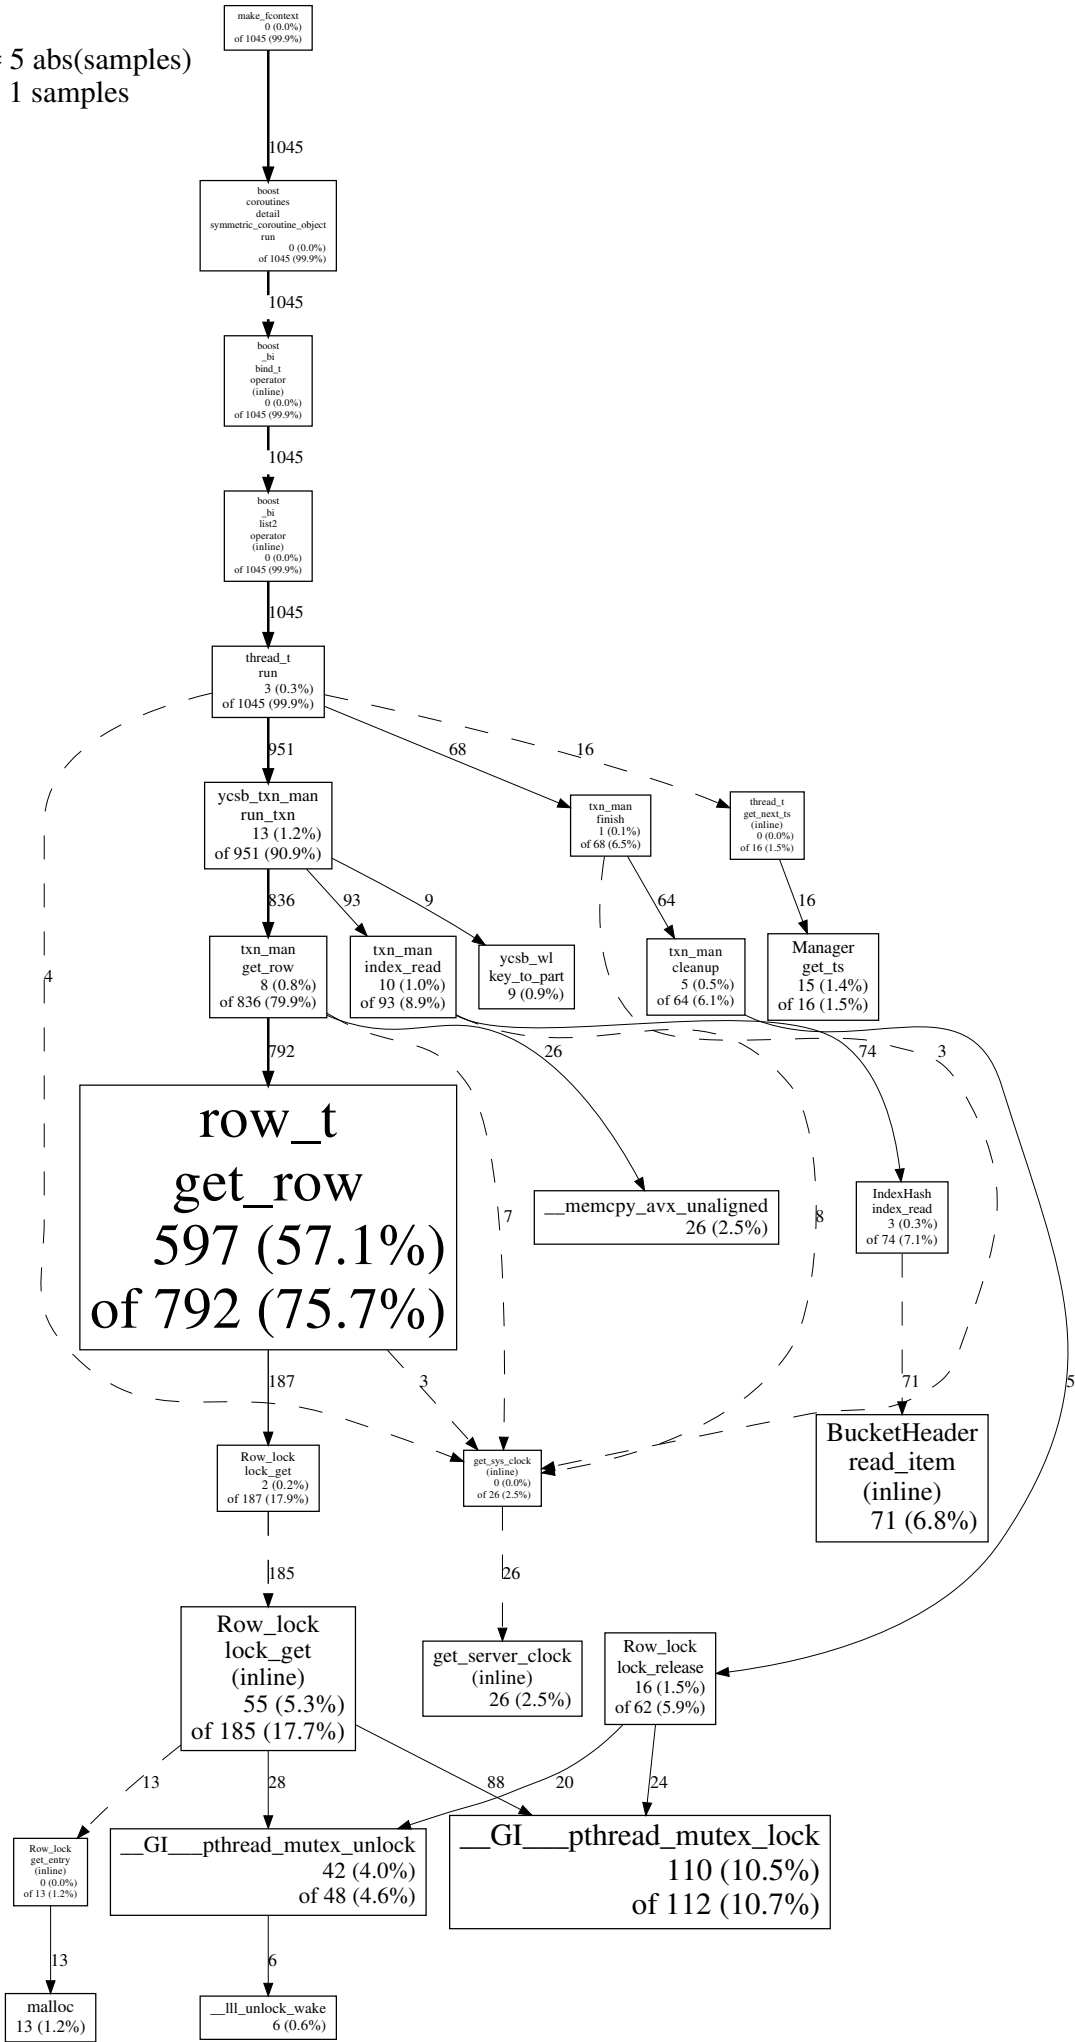 make_fcontext
0 (0.0%)
of 1045 (99.9%)
= 5 abs(samples)
1 samples
1045
boost
coroutines
detail
symmetric_coroutine_object
run
0 (0.0%)
of 1045 (99.9%)
1045
boost
_bi
bind_t
operator
(inline)
0 (0.0%)
of 1045 (99.9%)
1045
boost
_bi
list2
operator
(inline)
0 (0.0%)
of 1045 (99.9%)
1045
thread_t
run
3 (0.3%)
of 1045 (99.9%)
951
68
16
ycsb_txn_man
run_txn
13 (1.2%)
of 951 (90.9%)
txn_man
finish
1 (0.1%)
of 68 (6.5%)
thread_t
get_next_ts
(inline)
0 (0.0%)
of 16 (1.5%)
836
93
9
64
16
4
txn_man
get_row
8 (0.8%)
of 836 (79.9%)
txn_man
index_read
10 (1.0%)
of 93 (8.9%)
ycsb_wl
key_to_part
9 (0.9%)
txn_man
cleanup
5 (0.5%)
of 64 (6.1%)
Manager
get_ts
15 (1.4%)
of 16 (1.5%)
792
26
74
3
row_t
get_row
597 (57.1%)
of 792 (75.7%)
7
__memcpy_avx_unaligned
26 (2.5%)
8
IndexHash
index_read
3 (0.3%)
of 74 (7.1%)
187
3
71
5
Row_lock
lock_get
2 (0.2%)
of 187 (17.9%)
get_sys_clock
(inline)
0 (0.0%)
of 26 (2.5%)
BucketHeader
read_item
(inline)
71 (6.8%)
185
26
Row_lock
lock_get
(inline)
55 (5.3%)
of 185 (17.7%)
get_server_clock
(inline)
26 (2.5%)
Row_lock
lock_release
16 (1.5%)
of 62 (5.9%)
13
28
88
20
24
Row_lock
get_entry
(inline)
0 (0.0%)
of 13 (1.2%)
__GI___pthread_mutex_unlock
42 (4.0%)
of 48 (4.6%)
__GI___pthread_mutex_lock
110 (10.5%)
of 112 (10.7%)
13
6
malloc
13 (1.2%)
__lll_unlock_wake
6 (0.6%)